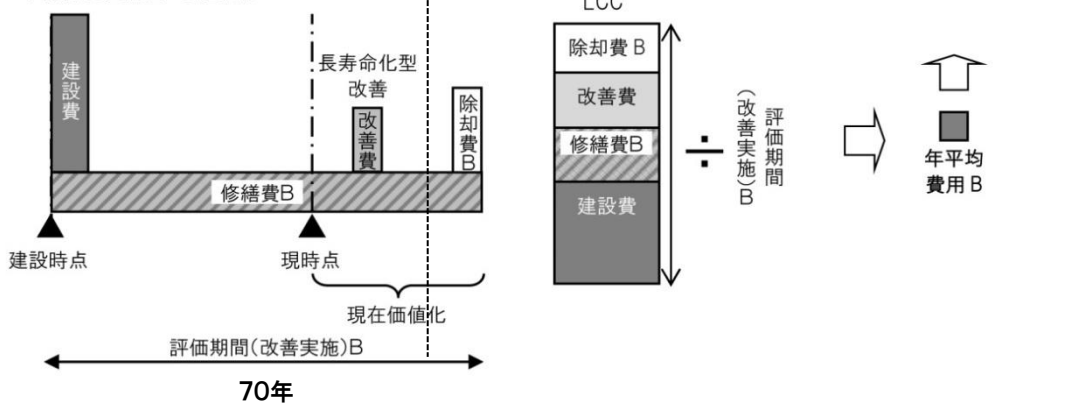 建設費
長寿命化型
改善
改善費
除却費B
修繕費B
建設時点
現時点
現在価値化
評価期間(改善実施)B
70年
LCC
除却費B
改善費
修繕費B
建設費
÷
評価期間
(改善実施)B
年平均
費用B